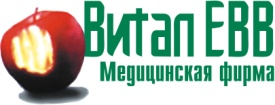 Витал ЕВВ
Медицинская фирма